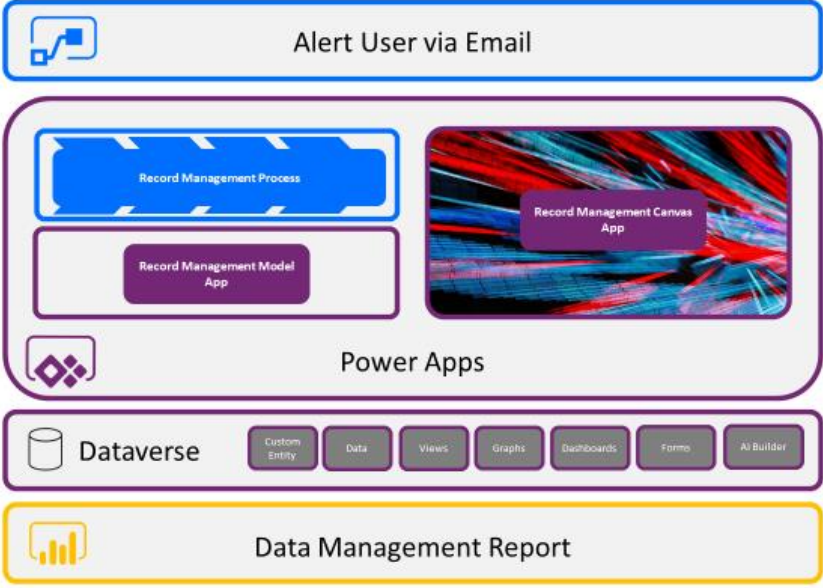 Alert User via Email
Record Management Process
Record Management Canvas
App
Record Management Model
App
Power Apps
Dataverse
Custom
Entity
Data
Views
Graphs
Dashboards
Forms
AI Builder
Data Management Report